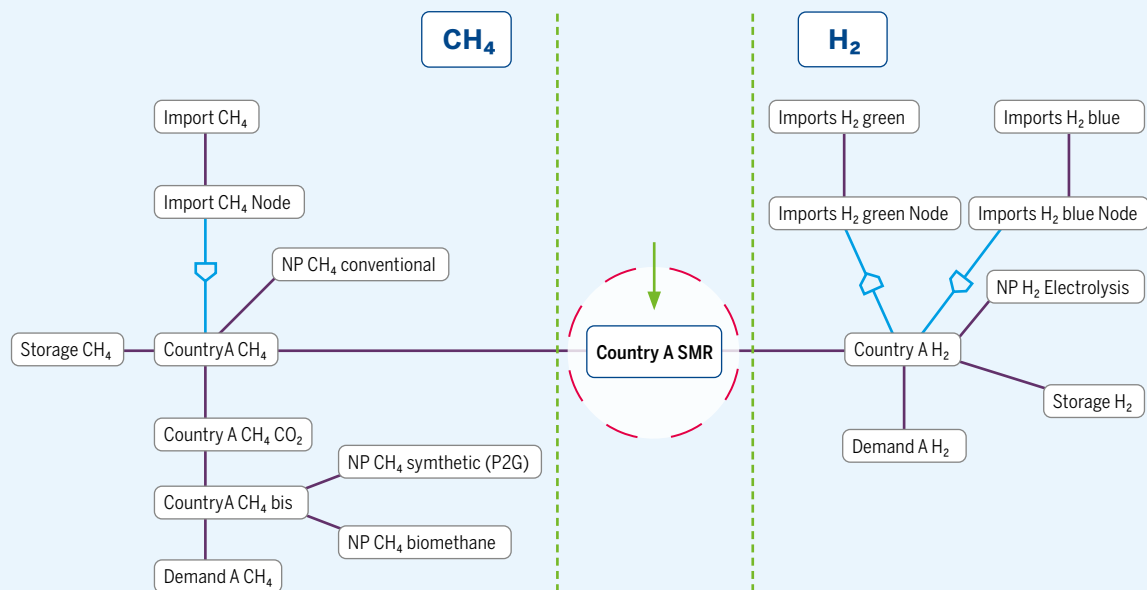 CH₄
H₂
Import CH₄
Imports H₂ green
Imports H₂ blue
Import CH₄ Node
Imports H₂ green Node
Imports H₂ blue Node
NP CH₄ conventional
NP H₂ Electrolysis
Storage CH₄
CountryA CH₄
Country A SMR
Country A H₂
Storage H₂
Country A CH₄ CO₂
Demand A H₂
NP CH₄ symthetic (P2G)
CountryA CH₄ bis
NP CH₄ biomethane
Demand A CH₄